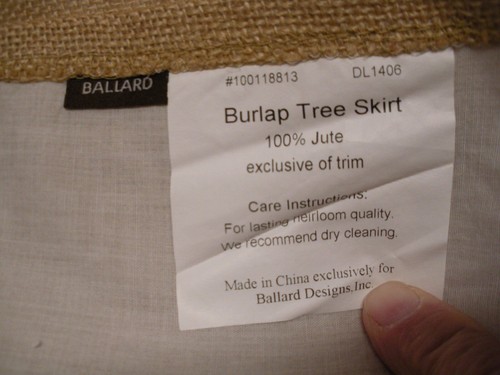 BALLARD
#100118813 DL1406
Burlap Tree Skirt
100% Jute
exclusive of trim
Care Instructions:
For lasting heirloom quality.
We recommend dry cleaning.
Made in China exclusively for
Ballard Designs,Inc